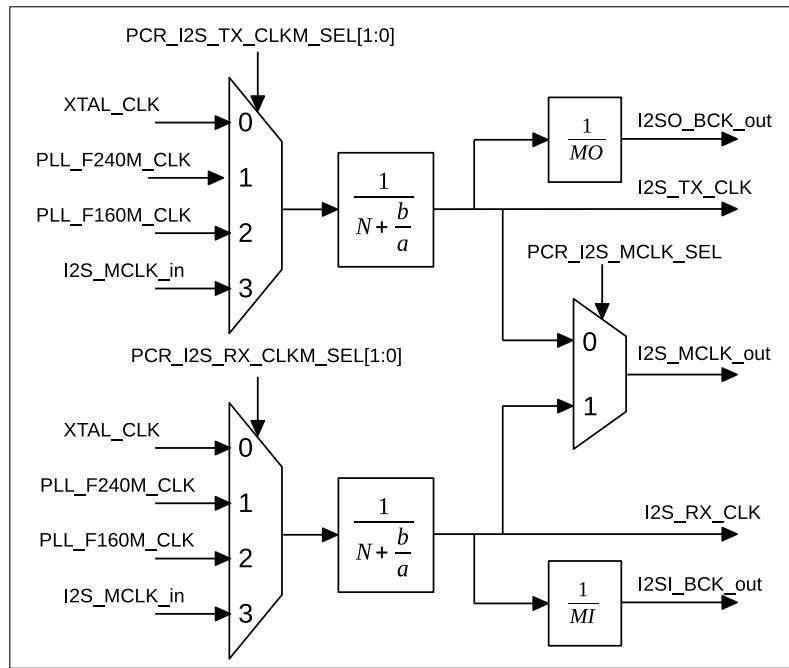 PCR_I2S_TX_CLKM_SEL[1:0]
XTAL_CLK
0
PLL_F240M_CLK
1
PLL_F160M_CLK
2
I2S_MCLK_in
3
1
N + b
a
1
MO
I2SO_BCK_out
I2S_TX_CLK
PCR_I2S_MCLK_SEL
0
I2S_MCLK_out
1
PCR_I2S_RX_CLKM_SEL[1:0]
XTAL_CLK
0
PLL_F240M_CLK
1
PLL_F160M_CLK
2
I2S_MCLK_in
3
1
N + b
a
I2S_RX_CLK
1
MI
I2SI_BCK_out